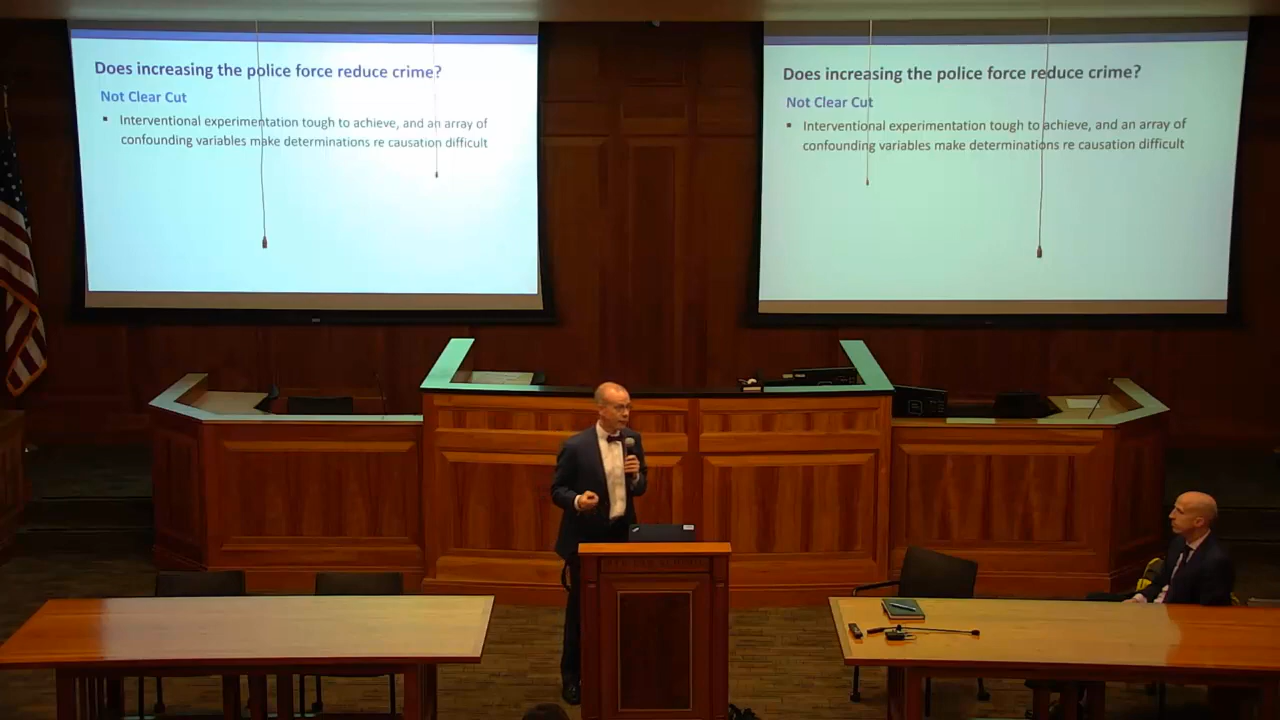 Does increasing the police force reduce crime?
Not Clear Cut
▪ Interventional experimentation tough to achieve, and an array of
confounding variables make determinations re causation difficult
Does increasing the police force reduce crime?
Not Clear Cut
▪ Interventional experimentation tough to achieve, and an array of
confounding variables make determinations re causation difficult